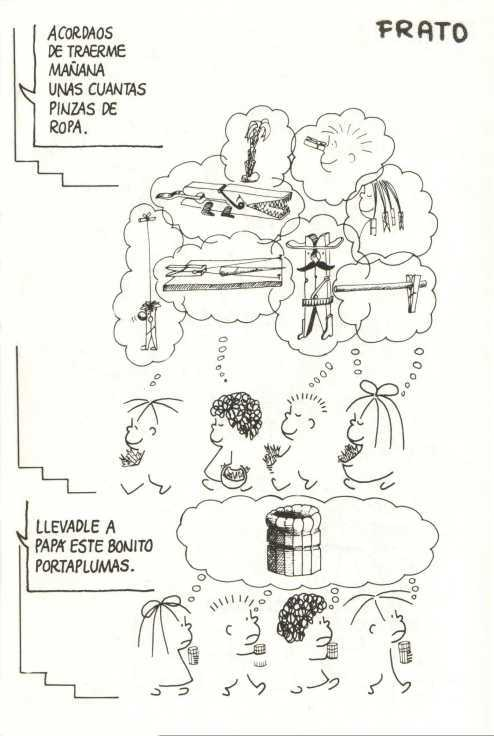 FRATO
ACORDAOS
DE TRAERME
MAÑANA
UNAS CUANTAS
PINZAS DE
ROPA.
LLEVADLE A
PAPÁ ESTE BONITO
PORTAPLUMAS.